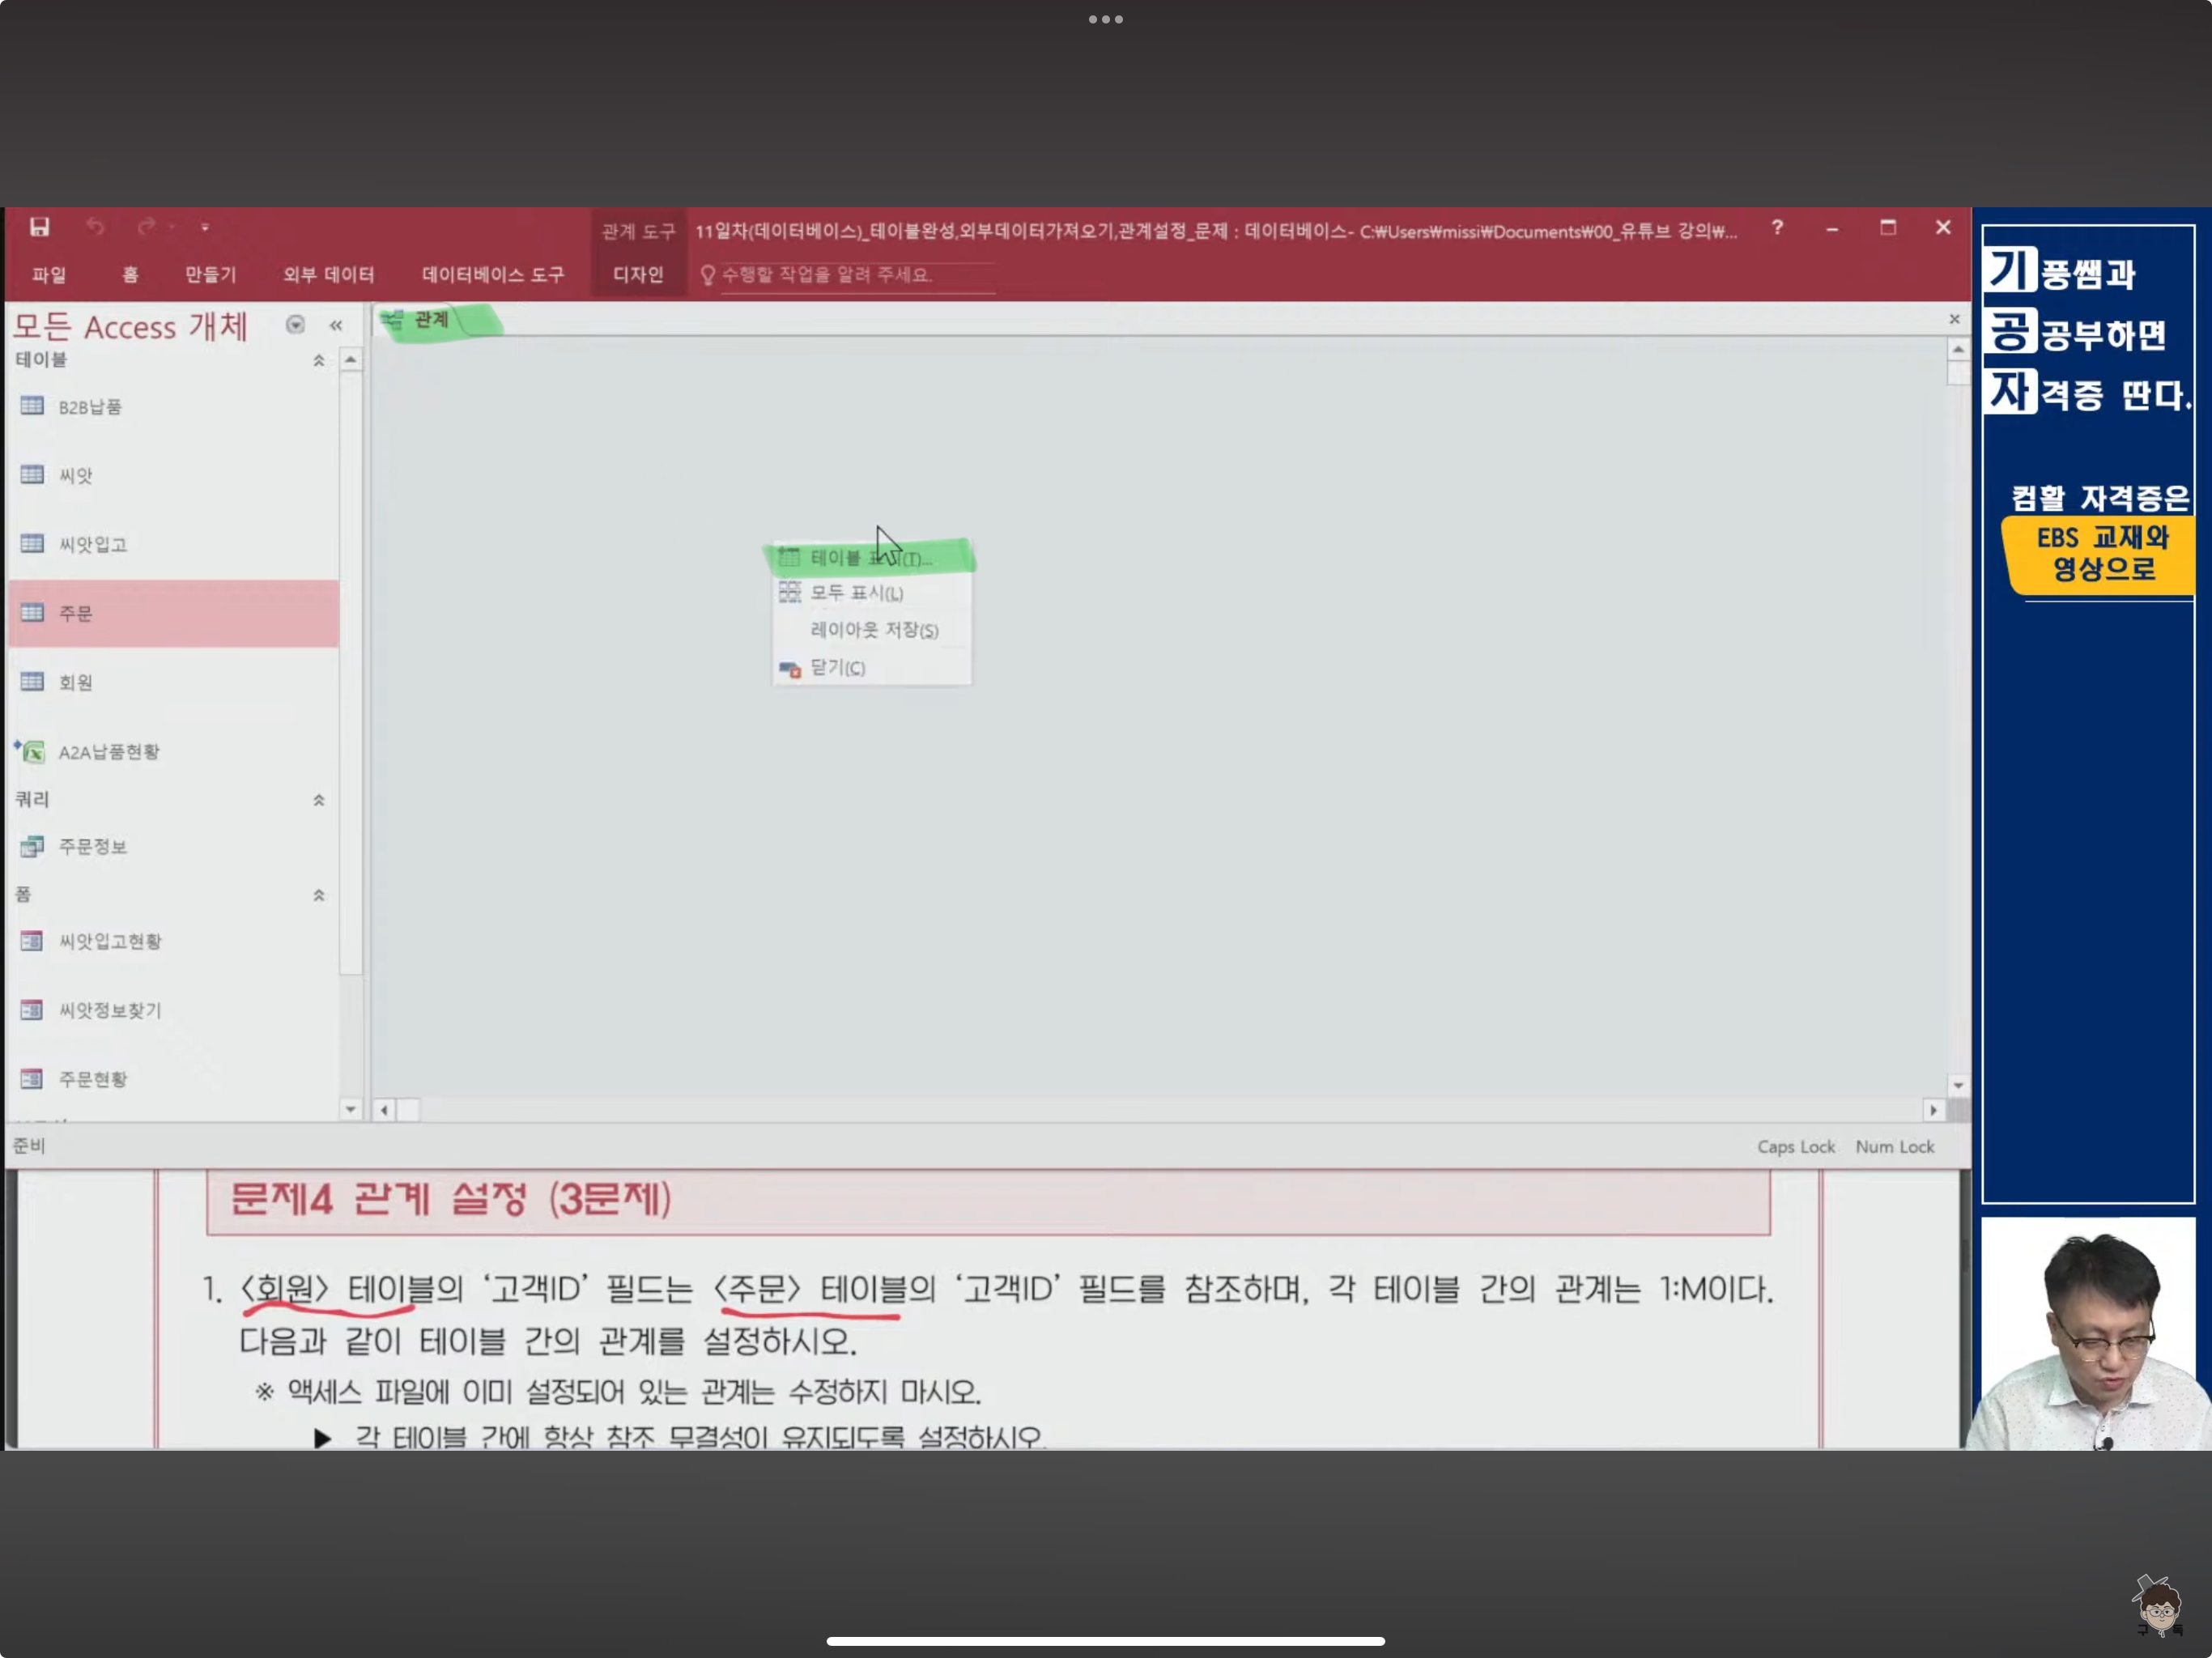 관계 도구
11일차(데이터베이스)_테이블완성,외부데이터가져오기,관계설정_문제 : 데이터베이스- C:₩Users₩missi₩Documents₩00_유튜브 강의₩...
?
파일 홈 만들기 외부 데이터 데이터베이스 도구 디자인 수행할 작업을 알려 주세요.
모든 Access 개체
관계
테이블
B2B납품
씨앗
씨앗입고
주문
회원
A2A납품현황
쿼리
주문정보
폼
씨앗입고현황
씨앗정보찾기
주문현황
테이블 표시(T)...
모두 표시(L)
레이아웃 저장(S)
닫기(C)
준비
Caps Lock Num Lock
문제4 관계 설정 (3문제)
1. 〈회원〉 테이블의 ‘고객ID’ 필드는 〈주문〉 테이블의 ‘고객ID’ 필드를 참조하며, 각 테이블 간의 관계는 1:M이다.
다음과 같이 테이블 간의 관계를 설정하시오.
※ 액세스 파일에 이미 설정되어 있는 관계는 수정하지 마시오.
▶ 각 테이블 간에 항상 참조 무결성이 유지되도록 설정하시오.
기풍쌤과
공공부하면
자격증 딴다.
컴활 자격증은
EBS 교재와
영상으로
구 독